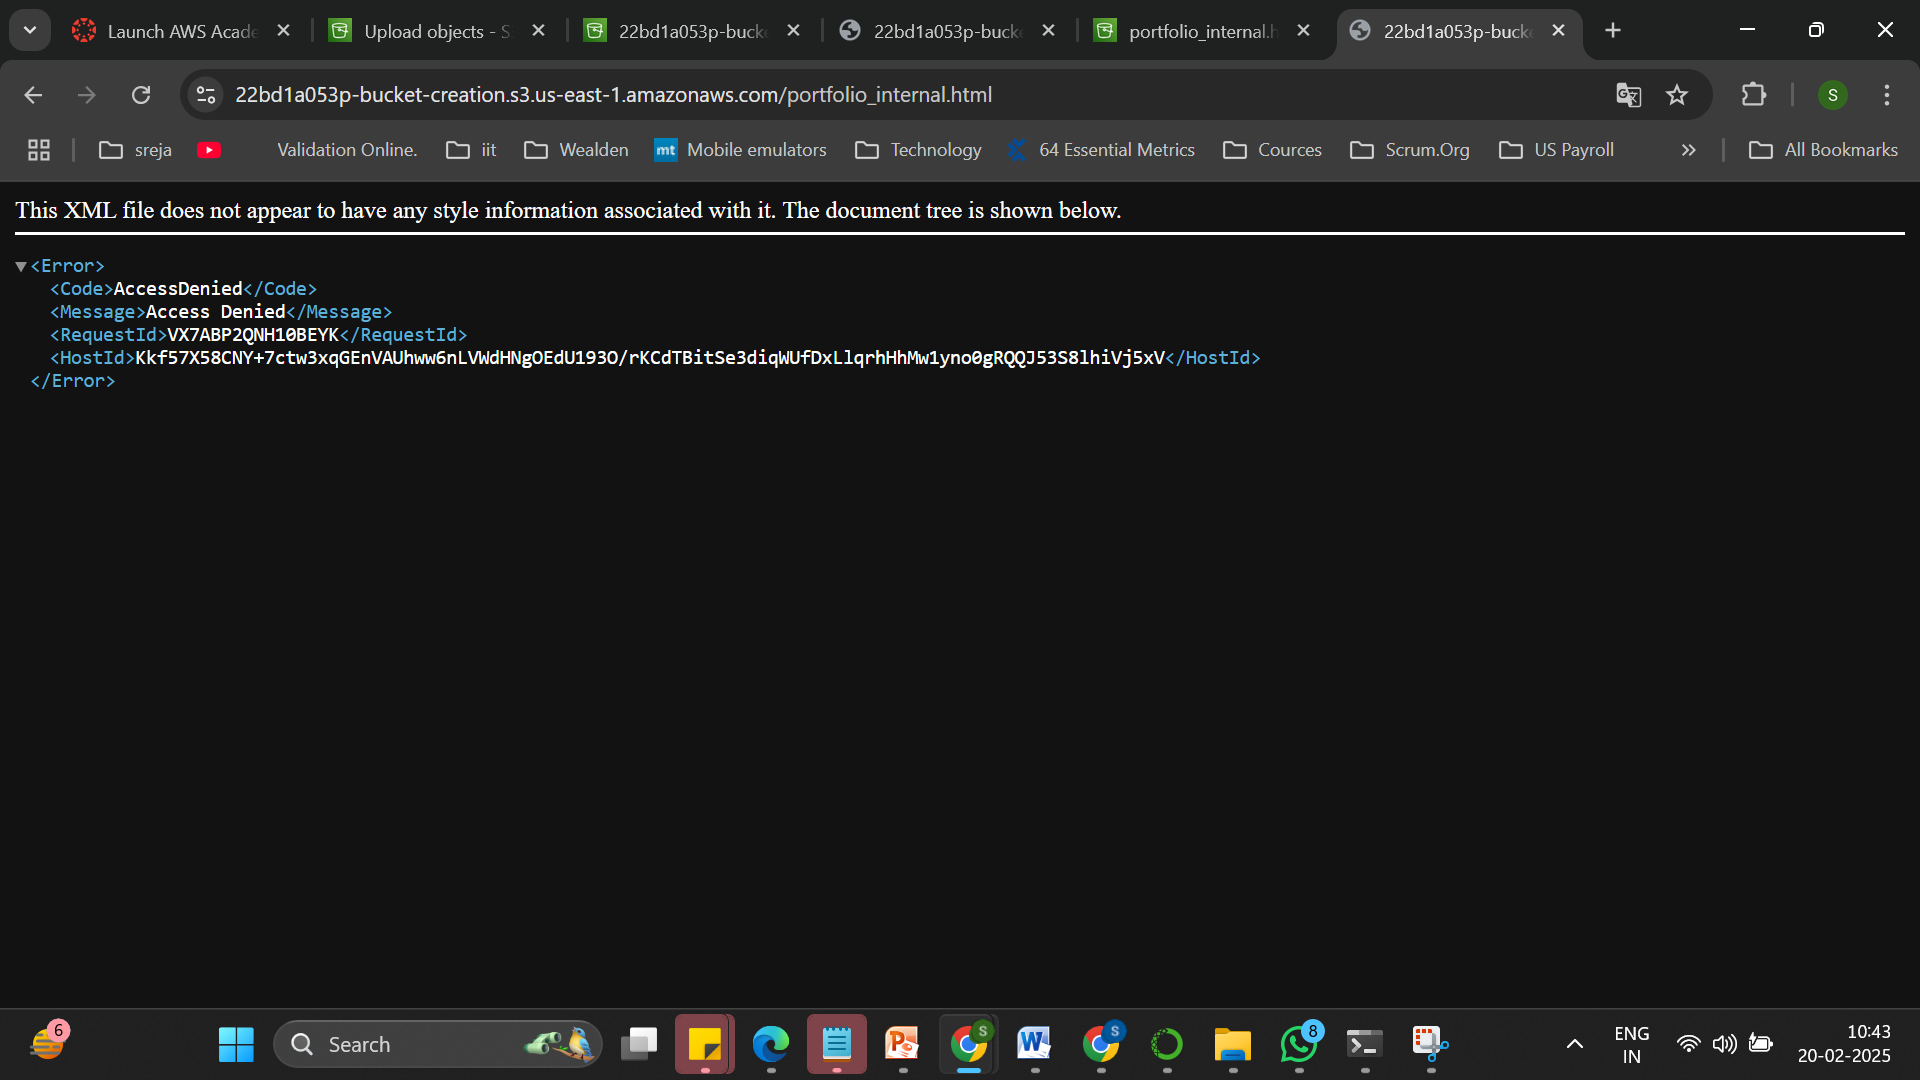 Launch AWS Acade
Upload objects - S
22bd1a053p-bucke
22bd1a053p-bucke
portfolio_internal.h
22bd1a053p-bucke
22bd1a053p-bucket-creation.s3.us-east-1.amazonaws.com/portfolio_internal.html
S
sreja
Validation Online.
iit
Wealden
mt Mobile emulators
Technology
64 Essential Metrics
Cources
Scrum.Org
US Payroll
All Bookmarks
This XML file does not appear to have any style information associated with it. The document tree is shown below.
<Error>
<Code>AccessDenied</Code>
<Message>Access Denied</Message>
<RequestId>VX7ABP2QNH10BEYK</RequestId>
<HostId>Kkf57X58CNY+7ctw3xqGEnVAUhww6nLVWdHNgOEdU193O/rKCdTBitSe3diqWUfDxLlqrhHhMw1yno0gRQQJ53S8lhiVj5xV</HostId>
</Error>
6
Search
S
S
8
ENG
IN
10:43
20-02-2025